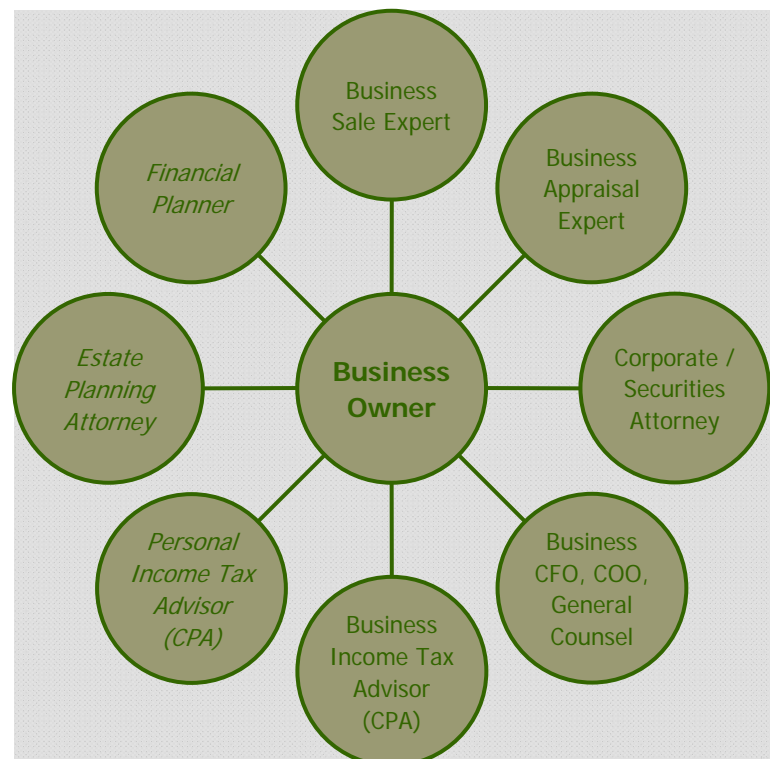 Business
Sale Expert
Financial
Planner
Business
Appraisal
Expert
Estate
Planning
Attorney
Business
Owner
Corporate /
Securities
Attorney
Personal
Income Tax
Advisor
(CPA)
Business
CFO, COO,
General
Counsel
Business
Income Tax
Advisor
(CPA)